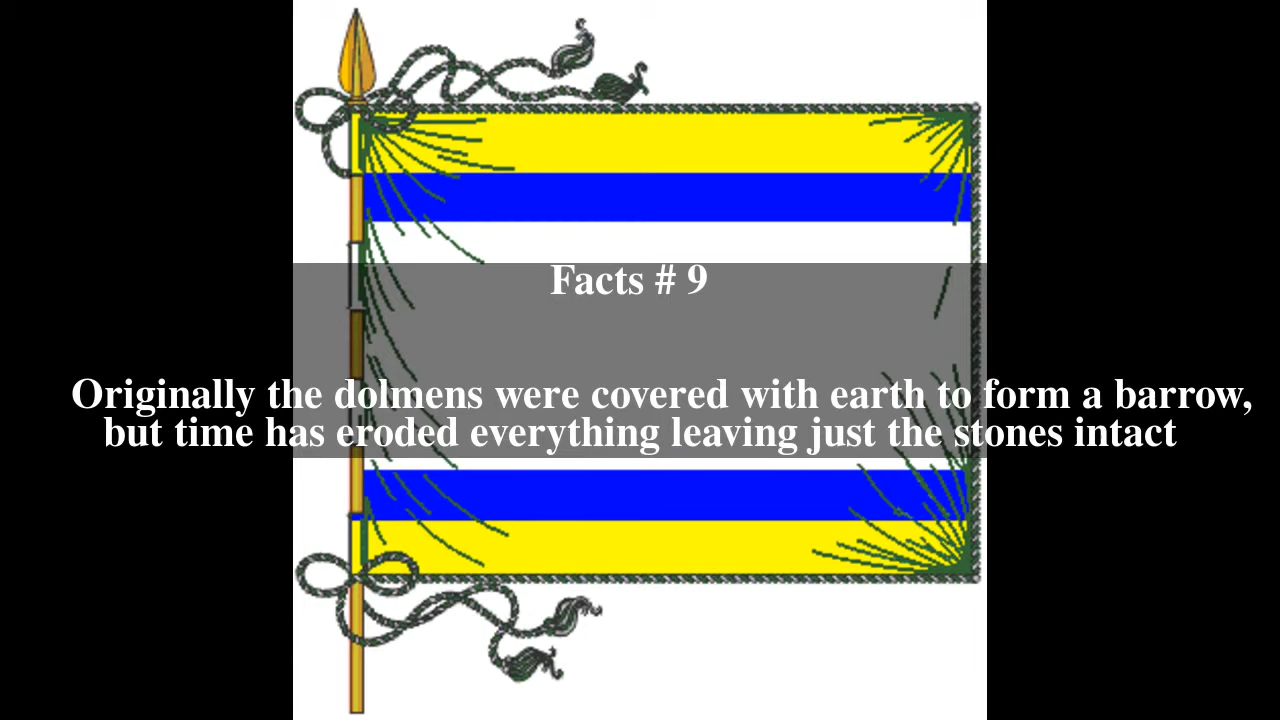 Facts # 9
Originally the dolmens were covered with earth to form a barrow,
but time has eroded everything leaving just the stones intact